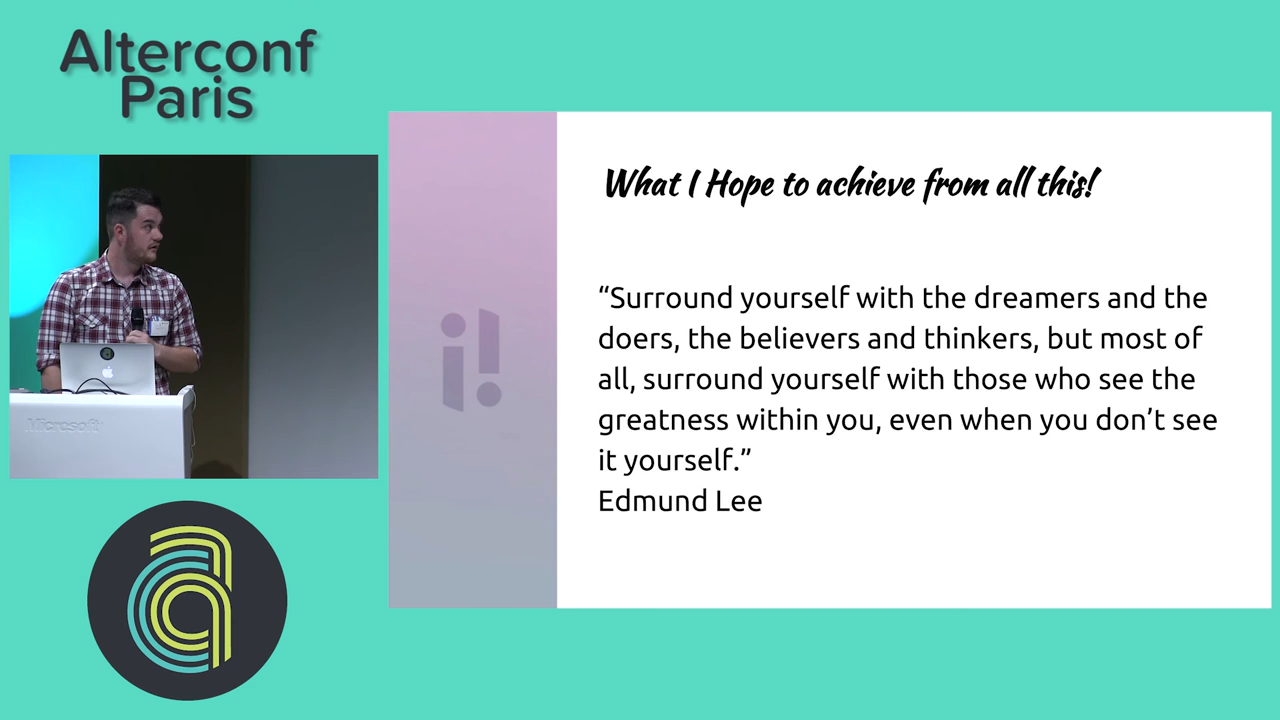 Alterconf
Paris
What I Hope to achieve from all this!
“Surround yourself with the dreamers and the
doers, the believers and thinkers, but most of
all, surround yourself with those who see the
greatness within you, even when you don’t see
it yourself.”
Edmund Lee
Microsoft